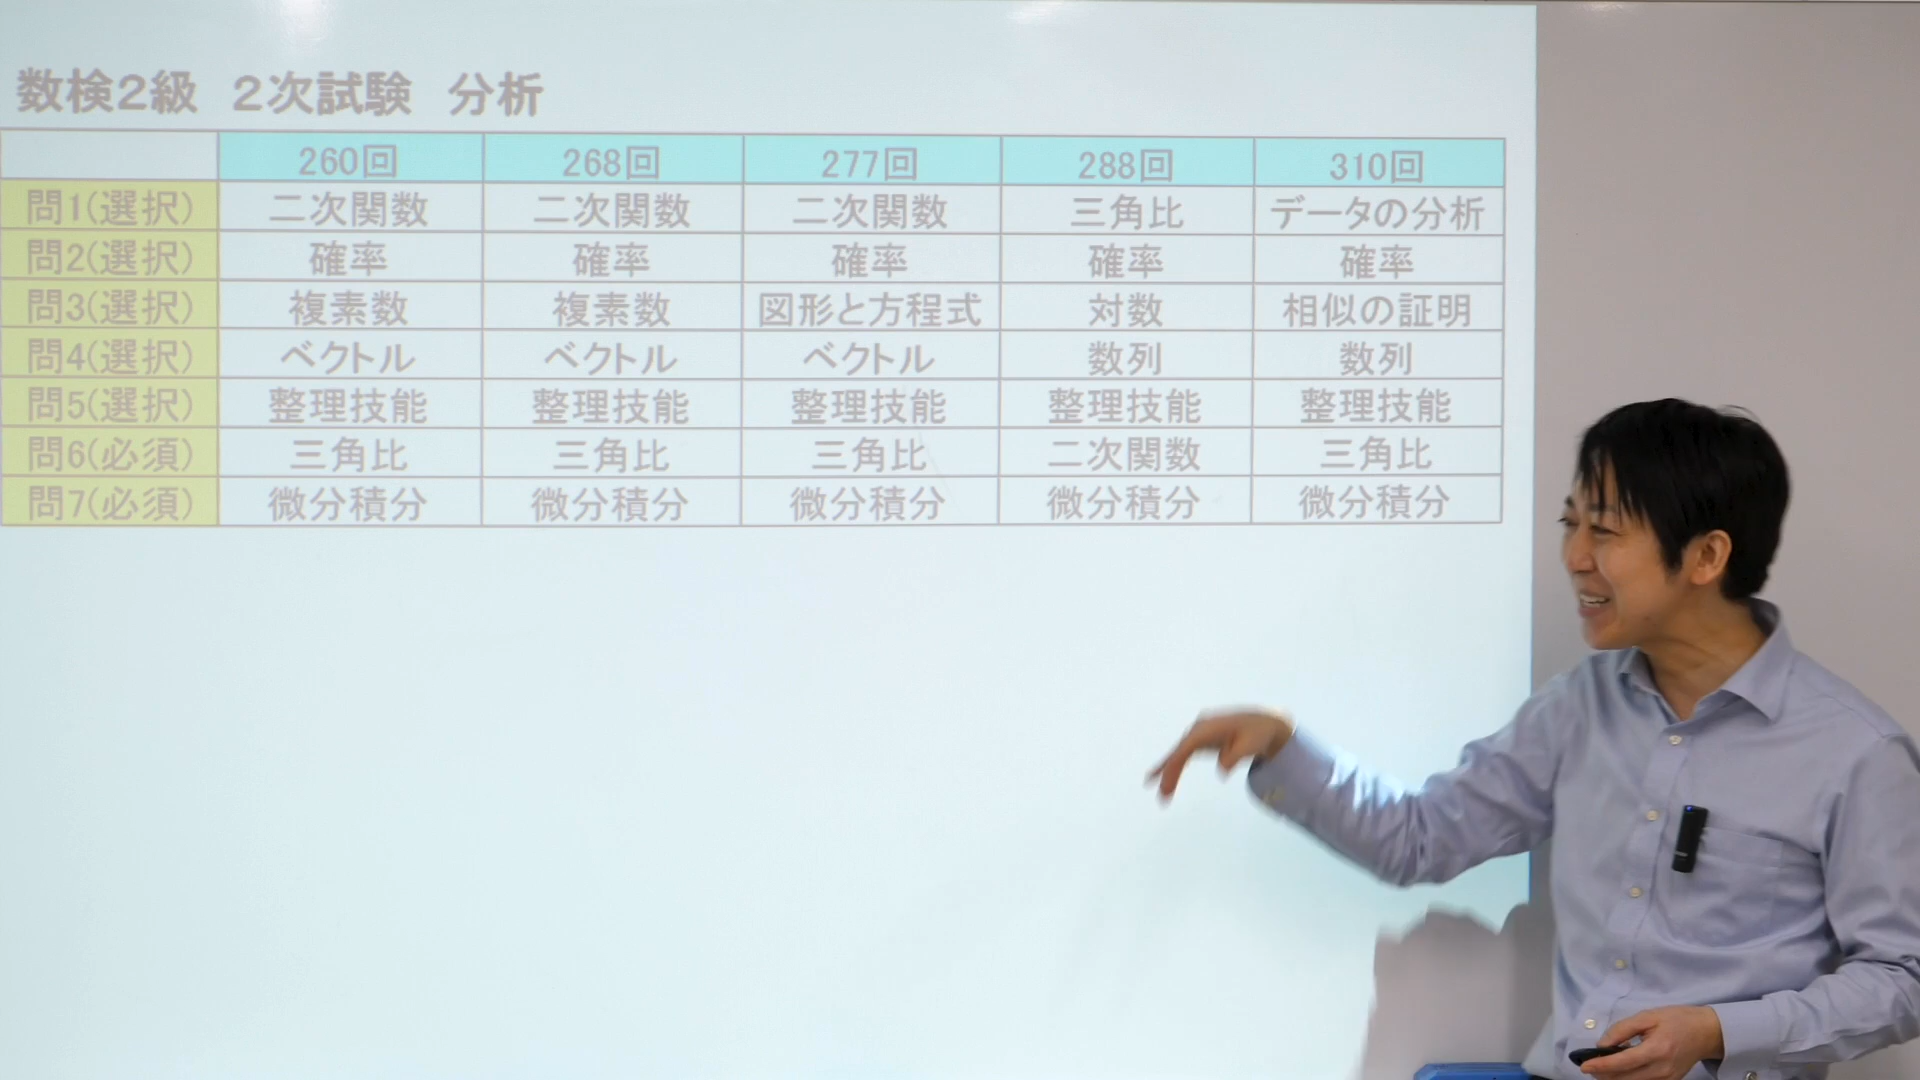 数検２級　２次試験　分析
260回 268回 277回 288回 310回
問1(選択) 二次関数 二次関数 二次関数 三角比 データの分析
問2(選択) 確率 確率 確率 確率 確率
問3(選択) 複素数 複素数 図形と方程式 対数 相似の証明
問4(選択) ベクトル ベクトル ベクトル 数列 数列
問5(選択) 整理技能 整理技能 整理技能 整理技能 整理技能
問6(必須) 三角比 三角比 三角比 二次関数 三角比
問7(必須) 微分積分 微分積分 微分積分 微分積分 微分積分